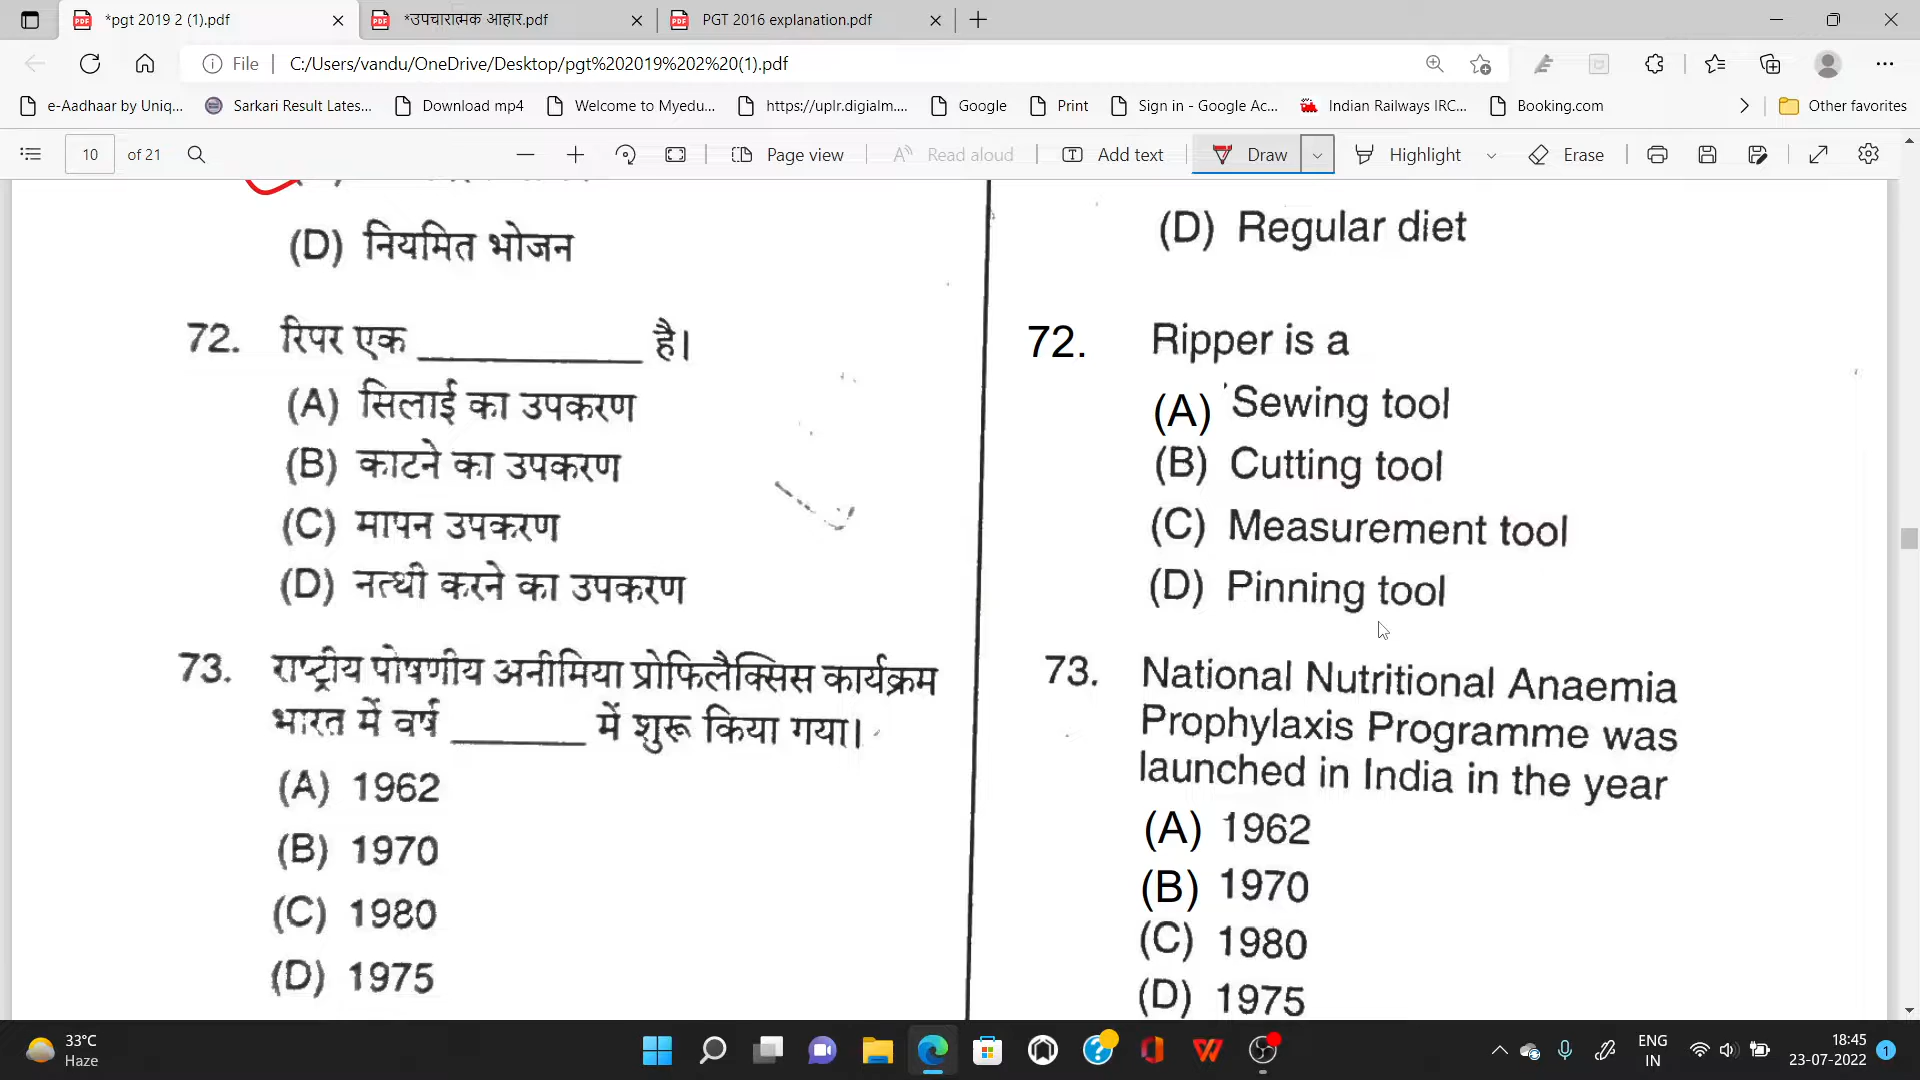 *pgt 2019 2 (1).pdf
*उपचारात्मक आहार.pdf
PGT 2016 explanation.pdf
File
C:/Users/vandu/OneDrive/Desktop/pgt%202019%202%20(1).pdf
e-Aadhaar by Uniq...
Sarkari Result Lates...
Download mp4
Welcome to Myedu...
https://uplr.digialm....
Google
Print
Sign in - Google Ac...
Indian Railways IRC...
Booking.com
Other favorites
10 of 21
Page view
Read aloud
Add text
Draw
Highlight
Erase
(D) नियमित भोजन
72. रिपर एक __________ है।
(A) सिलाई का उपकरण
(B) काटने का उपकरण
(C) मापन उपकरण
(D) नत्थी करने का उपकरण
73. राष्ट्रीय पोषणीय अनीमिया प्रोफिलैक्सिस कार्यक्रम
भारत में वर्ष ______ में शुरू किया गया।
(A) 1962
(B) 1970
(C) 1980
(D) 1975
(D) Regular diet
72. Ripper is a
(A) Sewing tool
(B) Cutting tool
(C) Measurement tool
(D) Pinning tool
73. National Nutritional Anaemia
Prophylaxis Programme was
launched in India in the year
(A) 1962
(B) 1970
(C) 1980
(D) 1975
33°C
Haze
ENG
IN
18:45
23-07-2022
1